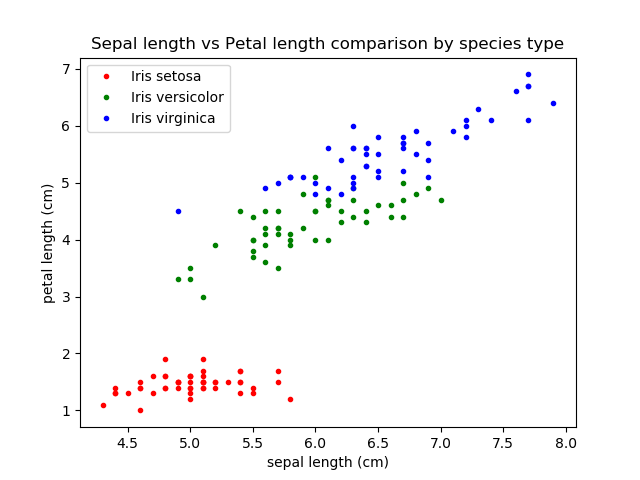 Sepal length vs Petal length comparison by species type
Iris setosa
Iris versicolor
Iris virginica
petal length (cm)
7
6
5
4
3
2
1
4.5 5.0 5.5 6.0 6.5 7.0 7.5 8.0
sepal length (cm)